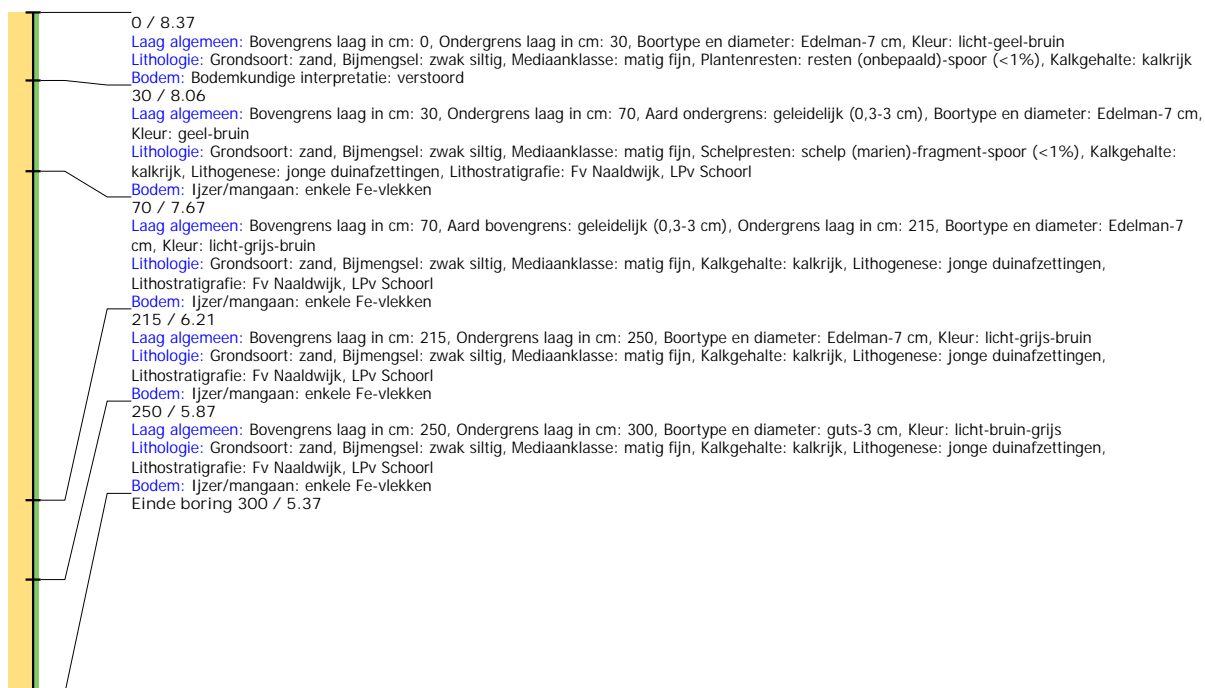 0 / 8.37
Laag algemeen: Bovengrens laag in cm: 0, Ondergrens laag in cm: 30, Boortype en diameter: Edelman-7 cm, Kleur: licht-geel-bruin
Lithologie: Grondsoort: zand, Bijmengsel: zwak siltig, Mediaanklasse: matig fijn, Plantenresten: resten (onbepaald)-spoor (<1%), Kalkgehalte: kalkrijk
Bodem: Bodemkundige interpretatie: verstoord
30 / 8.06
Laag algemeen: Bovengrens laag in cm: 30, Ondergrens laag in cm: 70, Aard ondergrens: geleidelijk (0,3-3 cm), Boortype en diameter: Edelman-7 cm,
Kleur: geel-bruin
Lithologie: Grondsoort: zand, Bijmengsel: zwak siltig, Mediaanklasse: matig fijn, Schelpresten: schelp (marien)-fragment-spoor (<1%), Kalkgehalte:
kalkrijk, Lithogenese: jonge duinafzettingen, Lithostratigrafie: Fv Naaldwijk, LPv Schoorl
Bodem: Ijzer/mangaan: enkele Fe-vlekken
70 / 7.67
Laag algemeen: Bovengrens laag in cm: 70, Aard bovengrens: geleidelijk (0,3-3 cm), Ondergrens laag in cm: 215, Boortype en diameter: Edelman-7
cm, Kleur: licht-grijs-bruin
Lithologie: Grondsoort: zand, Bijmengsel: zwak siltig, Mediaanklasse: matig fijn, Kalkgehalte: kalkrijk, Lithogenese: jonge duinafzettingen,
Lithostratigrafie: Fv Naaldwijk, LPv Schoorl
Bodem: Ijzer/mangaan: enkele Fe-vlekken
215 / 6.21
Laag algemeen: Bovengrens laag in cm: 215, Ondergrens laag in cm: 250, Boortype en diameter: Edelman-7 cm, Kleur: licht-grijs-bruin
Lithologie: Grondsoort: zand, Bijmengsel: zwak siltig, Mediaanklasse: matig fijn, Kalkgehalte: kalkrijk, Lithogenese: jonge duinafzettingen,
Lithostratigrafie: Fv Naaldwijk, LPv Schoorl
Bodem: Ijzer/mangaan: enkele Fe-vlekken
250 / 5.87
Laag algemeen: Bovengrens laag in cm: 250, Ondergrens laag in cm: 300, Boortype en diameter: guts-3 cm, Kleur: licht-bruin-grijs
Lithologie: Grondsoort: zand, Bijmengsel: zwak siltig, Mediaanklasse: matig fijn, Kalkgehalte: kalkrijk, Lithogenese: jonge duinafzettingen,
Lithostratigrafie: Fv Naaldwijk, LPv Schoorl
Bodem: Ijzer/mangaan: enkele Fe-vlekken
Einde boring 300 / 5.37